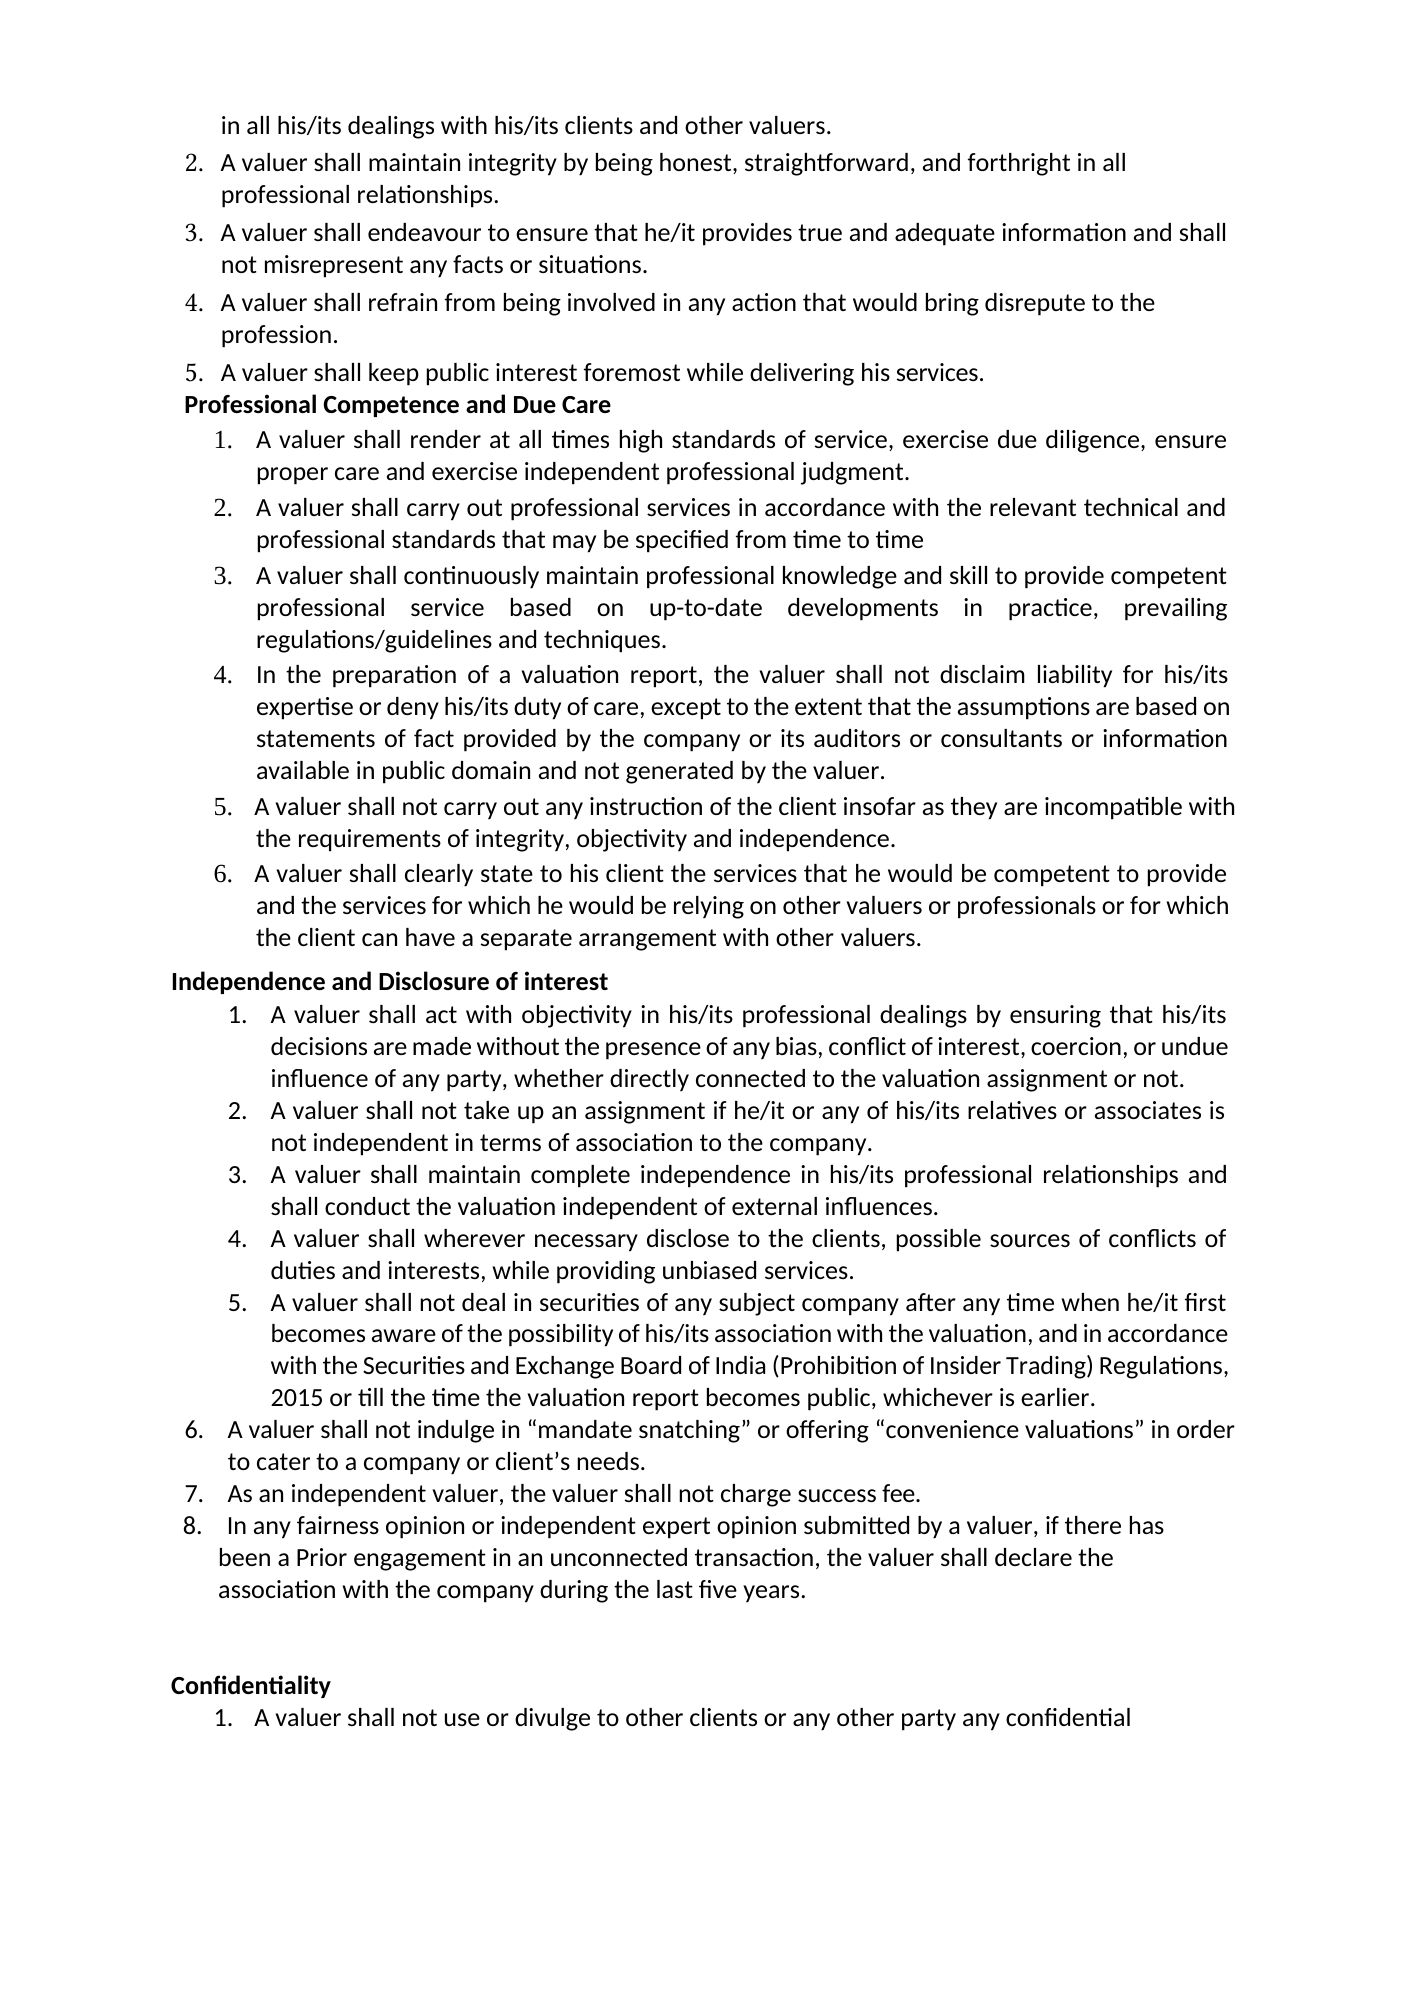 in all his/its dealings with his/its clients and other valuers.
2. A valuer shall maintain integrity by being honest, straightforward, and forthright in all
professional relationships.
3. A valuer shall endeavour to ensure that he/it provides true and adequate information and shall
not misrepresent any facts or situations.
4. A valuer shall refrain from being involved in any action that would bring disrepute to the
profession.
5. A valuer shall keep public interest foremost while delivering his services.
Professional Competence and Due Care
1. A valuer shall render at all times high standards of service, exercise due diligence, ensure
proper care and exercise independent professional judgment.
2. A valuer shall carry out professional services in accordance with the relevant technical and
professional standards that may be specified from time to time
3. A valuer shall continuously maintain professional knowledge and skill to provide competent
professional service based on up-to-date developments in practice, prevailing
regulations/guidelines and techniques.
4. In the preparation of a valuation report, the valuer shall not disclaim liability for his/its
expertise or deny his/its duty of care, except to the extent that the assumptions are based on
statements of fact provided by the company or its auditors or consultants or information
available in public domain and not generated by the valuer.
5. A valuer shall not carry out any instruction of the client insofar as they are incompatible with
the requirements of integrity, objectivity and independence.
6. A valuer shall clearly state to his client the services that he would be competent to provide
and the services for which he would be relying on other valuers or professionals or for which
the client can have a separate arrangement with other valuers.
Independence and Disclosure of interest
1. A valuer shall act with objectivity in his/its professional dealings by ensuring that his/its
decisions are made without the presence of any bias, conflict of interest, coercion, or undue
influence of any party, whether directly connected to the valuation assignment or not.
2. A valuer shall not take up an assignment if he/it or any of his/its relatives or associates is
not independent in terms of association to the company.
3. A valuer shall maintain complete independence in his/its professional relationships and
shall conduct the valuation independent of external influences.
4. A valuer shall wherever necessary disclose to the clients, possible sources of conflicts of
duties and interests, while providing unbiased services.
5. A valuer shall not deal in securities of any subject company after any time when he/it first
becomes aware of the possibility of his/its association with the valuation, and in accordance
with the Securities and Exchange Board of India (Prohibition of Insider Trading) Regulations,
2015 or till the time the valuation report becomes public, whichever is earlier.
6. A valuer shall not indulge in “mandate snatching” or offering “convenience valuations” in order
to cater to a company or client’s needs.
7. As an independent valuer, the valuer shall not charge success fee.
8. In any fairness opinion or independent expert opinion submitted by a valuer, if there has
been a Prior engagement in an unconnected transaction, the valuer shall declare the
association with the company during the last five years.
Confidentiality
1. A valuer shall not use or divulge to other clients or any other party any confidential